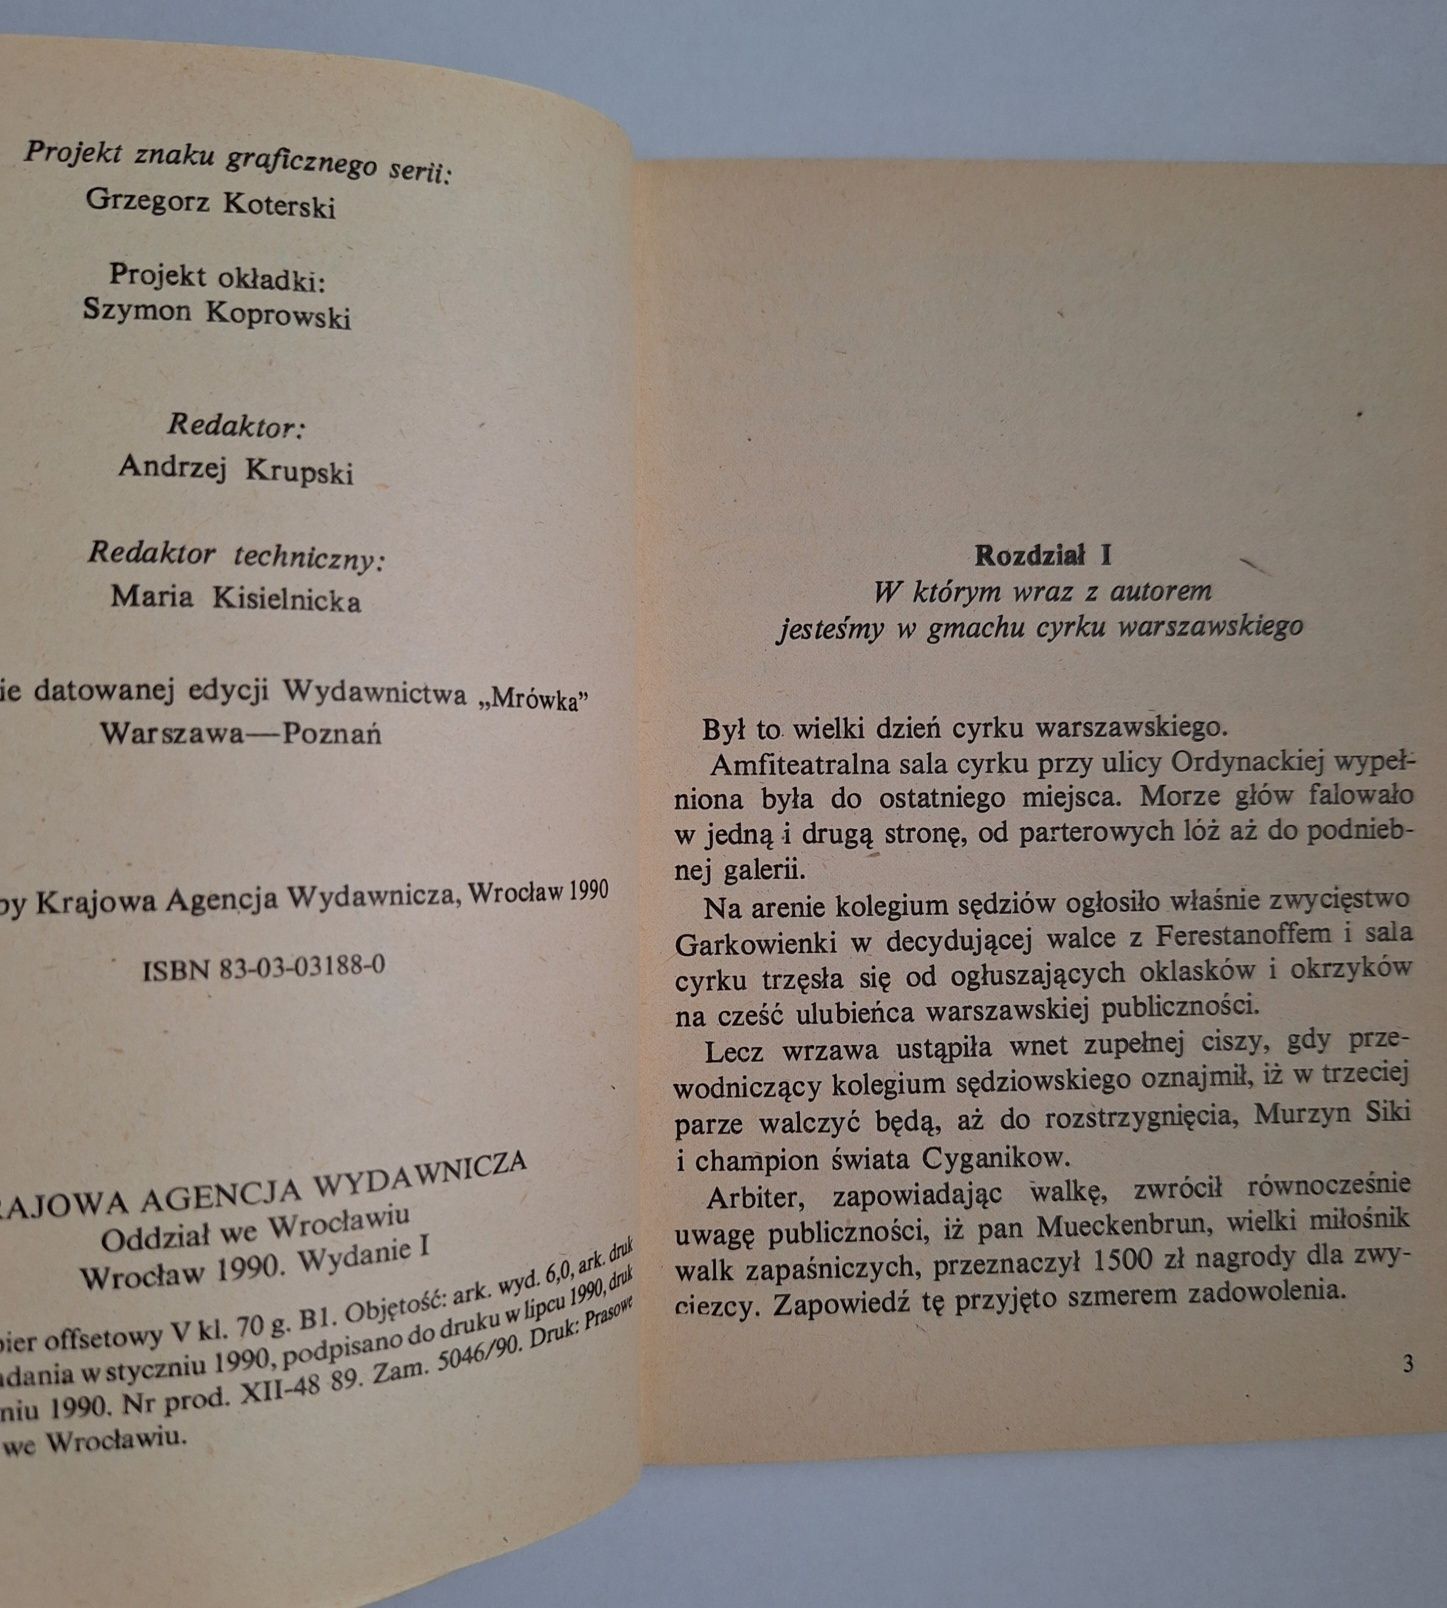 Projekt znaku graficznego serii:
Grzegorz Koterski
Projekt okładki:
Szymon Koprowski
Redaktor:
Andrzej Krupski
Redaktor techniczny:
Maria Kisielnicka
datowanej edycji Wydawnictwa „Mrówka”
Warszawa—Poznań
by Krajowa Agencja Wydawnicza, Wrocław 1990
ISBN 83-03-03188-0
RAJOWA AGENCJA WYDAWNICZA
Oddział we Wrocławiu
Wrocław 1990. Wydanie I
pier offsetowy V kl. 70 g. B1. Objętość: ark. wyd. 6,0, ark. druk
adania w styczniu 1990, podpisano do druku w lipcu 1990, druk
niu 1990. Nr prod. XII-48 89. Zam. 5046/90. Druk: Prasowe
we Wrocławiu.
Rozdział I
W którym wraz z autorem
jesteśmy w gmachu cyrku warszawskiego
Był to wielki dzień cyrku warszawskiego.
Amfiteatralna sala cyrku przy ulicy Ordynackiej wypeł-
niona była do ostatniego miejsca. Morze głów falowało
w jedną i drugą stronę, od parterowych lóż aż do podnieb-
nej galerii.
Na arenie kolegium sędziów ogłosiło właśnie zwycięstwo
Garkowienki w decydującej walce z Ferestanoffem i sala
cyrku trzęsła się od ogłuszających oklasków i okrzyków
na cześć ulubieńca warszawskiej publiczności.
Lecz wrzawa ustąpiła wnet zupełnej ciszy, gdy prze-
wodniczący kolegium sędziowskiego oznajmił, iż w trzeciej
parze walczyć będą, aż do rozstrzygnięcia, Murzyn Siki
i champion świata Cyganikow.
Arbiter, zapowiadając walkę, zwrócił równocześnie
uwagę publiczności, iż pan Mueckenbrun, wielki miłośnik
walk zapaśniczych, przeznaczył 1500 zł nagrody dla zwy-
ciezcy. Zapowiedź tę przyjęto szmerem zadowolenia.
3